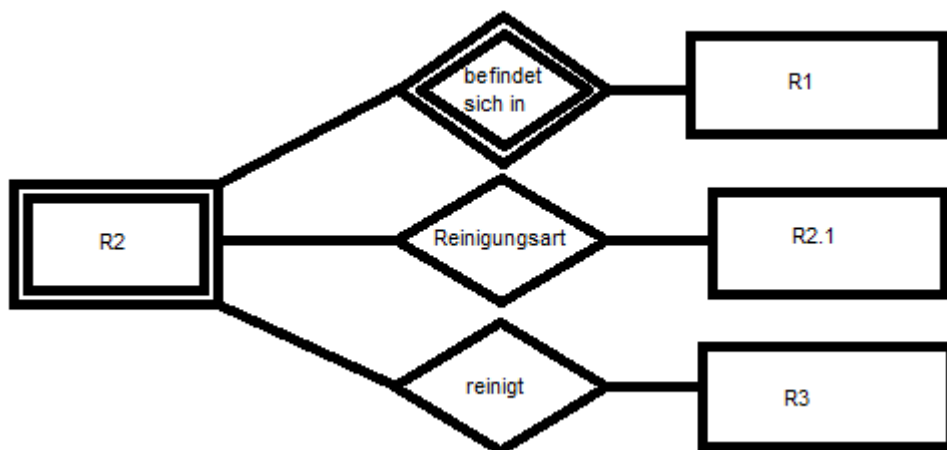 befindet
sich in
R1
R2
Reinigungsart
R2.1
reinigt
R3